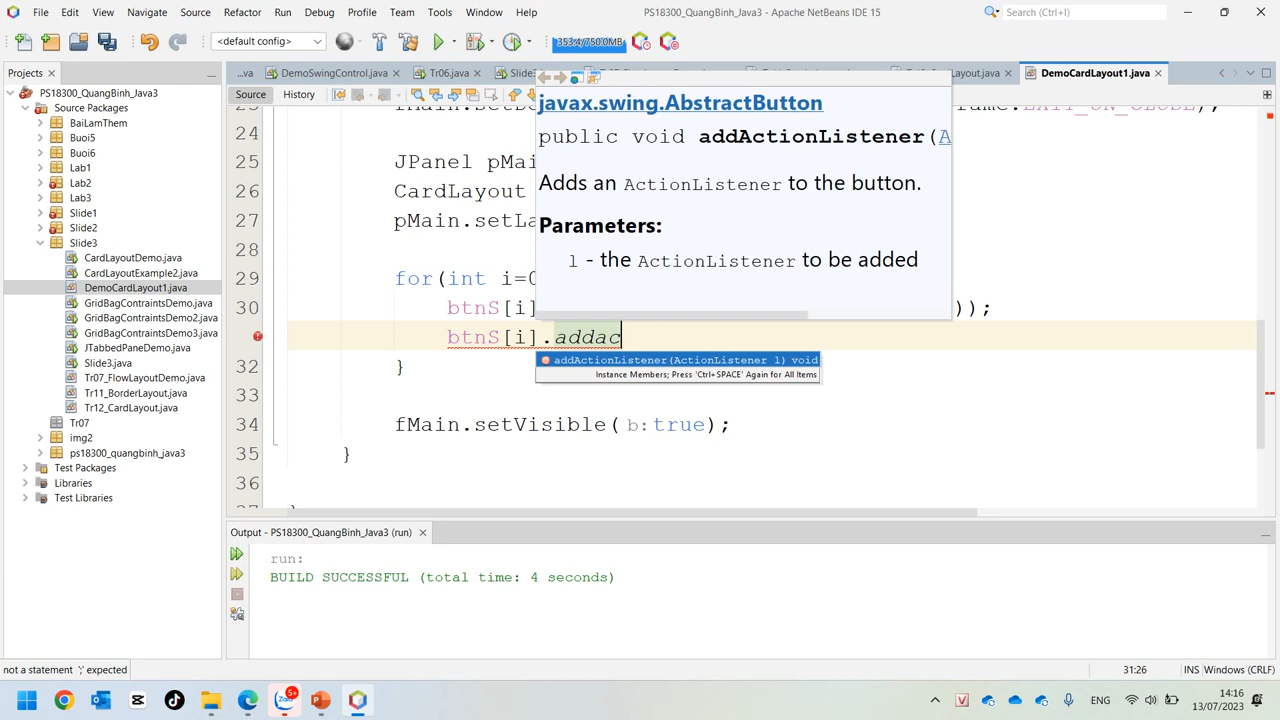 File Edit View Navigate Source Refactor Run Debug Profile Team Tools Window Help PS18300_QuangBinh_Java3 - Apache NetBeans IDE 15 Search (Ctrl+I)
<default config> 353.4/750.0MB
Projects ...va DemoSwingControl.java Tr06.java Slide3 DemoCardLayout1.java
PS18300_QuangBinh_Java3
Source Packages
BaiLamThem
Buoi5
Buoi6
Lab1
Lab2
Lab3
Slide1
Slide2
Slide3
CardLayoutDemo.java
CardLayoutExample2.java
DemoCardLayout1.java
GridBagContraintsDemo.java
GridBagContraintsDemo2.java
GridBagContraintsDemo3.java
JTabbedPaneDemo.java
Slide3.java
Tr07_FlowLayoutDemo.java
Tr11_BorderLayout.java
Tr12_CardLayout.java
Tr07
img2
ps18300_quangbinh_java3
Test Packages
Libraries
Test Libraries
Source History
24
25 JPanel pMai
26 CardLayout
27 pMain.setLa
28
29 for(int i=0
30 btnS[i] ));
btnS[i].addac
32 }
33
34 fMain.setVisible( b: true);
35 }
36
javax.swing.AbstractButton
public void addActionListener(A
Adds an ActionListener to the button.
Parameters:
l - the ActionListener to be added
addActionListener(ActionListener l) void
Instance Members; Press 'Ctrl+SPACE' Again for All Items
Output - PS18300_QuangBinh_Java3 (run)
run:
BUILD SUCCESSFUL (total time: 4 seconds)
not a statement ';' expected 31:26 INS Windows (CRLF)
Zalo 5+ ENG 14:16
13/07/2023